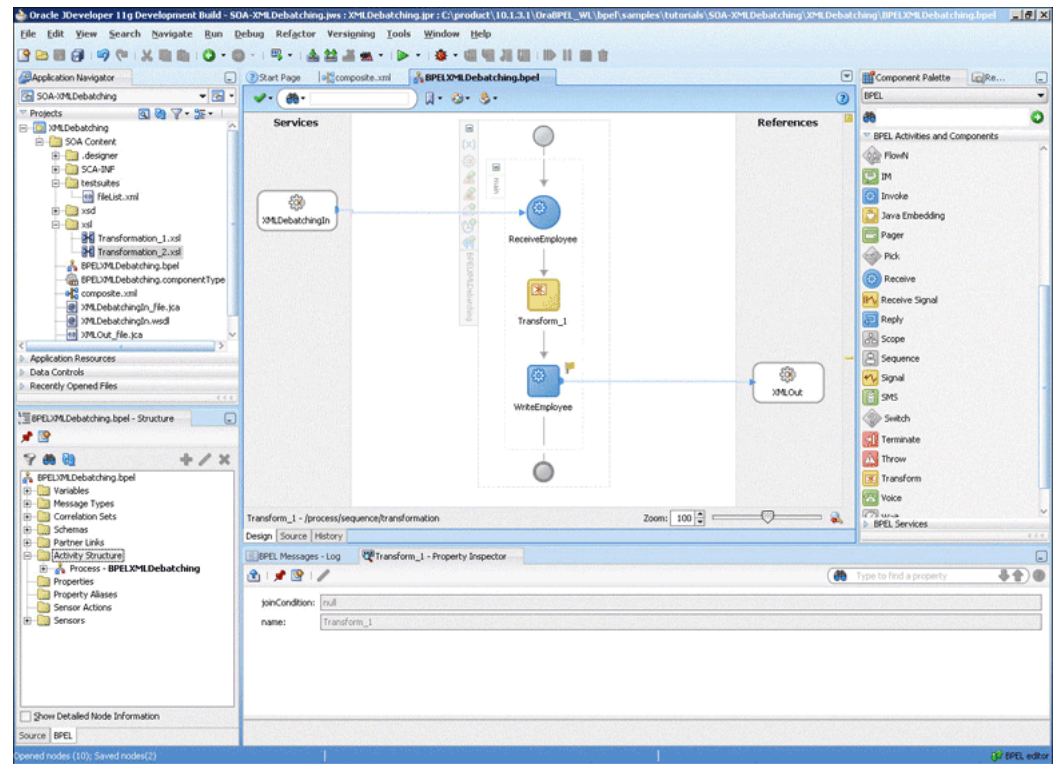 Oracle JDeveloper 11g Development Build - SOA-XMLDebatching.jws : XMLDebatching.jpr : C:\product\10.1.3.1\OraBPEL_WL\bpel\samples\tutorials\SOA-XMLDebatching\XMLDebatching\BPELXMLDebatching.bpel
File Edit View Search Navigate Run Debug Refactor Versioning Tools Window Help
Application Navigator
SOA-XMLDebatching
Projects
XMLDebatching
SOA Content
.designer
SCA-INF
testsuites
fileList.xml
xsd
xsl
Transformation_1.xsl
Transformation_2.xsl
BPELXMLDebatching.bpel
BPELXMLDebatching.componentType
composite.xml
XMLDebatchingIn_file.jca
XMLDebatchingIn.wsdl
XMLOut_file.jca
Application Resources
Data Controls
Recently Opened Files
BPELXMLDebatching.bpel - Structure
BPELXMLDebatching.bpel
Variables
Message Types
Correlation Sets
Schemas
Partner Links
Activity Structure
Process - BPELXMLDebatching
Properties
Property Aliases
Sensor Actions
Sensors
Show Detailed Node Information
Source BPEL
Start Page composite.xml BPELXMLDebatching.bpel
Services
References
main
BPELXMLDebatching
XMLDebatchingIn
ReceiveEmployee
Transform_1
WriteEmployee
XMLOut
Transform_1 - /process/sequence/transformation
Zoom: 100
Design Source History
BPEL Messages - Log Transform_1 - Property Inspector
Type to find a property
joinCondition: null
name: Transform_1
Component Palette Re...
BPEL
BPEL Activities and Components
FlowN
IM
Invoke
Java Embedding
Pager
Pick
Receive
Receive Signal
Reply
Scope
Sequence
Signal
SMS
Switch
Terminate
Throw
Transform
Voice
BPEL Services
Opened nodes (10); Saved nodes(2)
BPEL editor